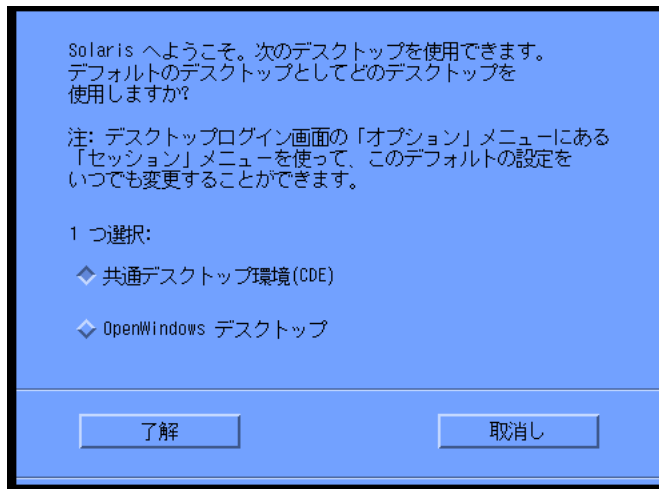 Solaris へようこそ。次のデスクトップを使用できます。
デフォルトのデスクトップとしてどのデスクトップを
使用しますか?
注: デスクトップログイン画面の「オプション」メニューにある
「セッション」メニューを使って、このデフォルトの設定を
いつでも変更することができます。
1 つ選択:
共通デスクトップ環境(CDE)
OpenWindows デスクトップ
了解
取消し